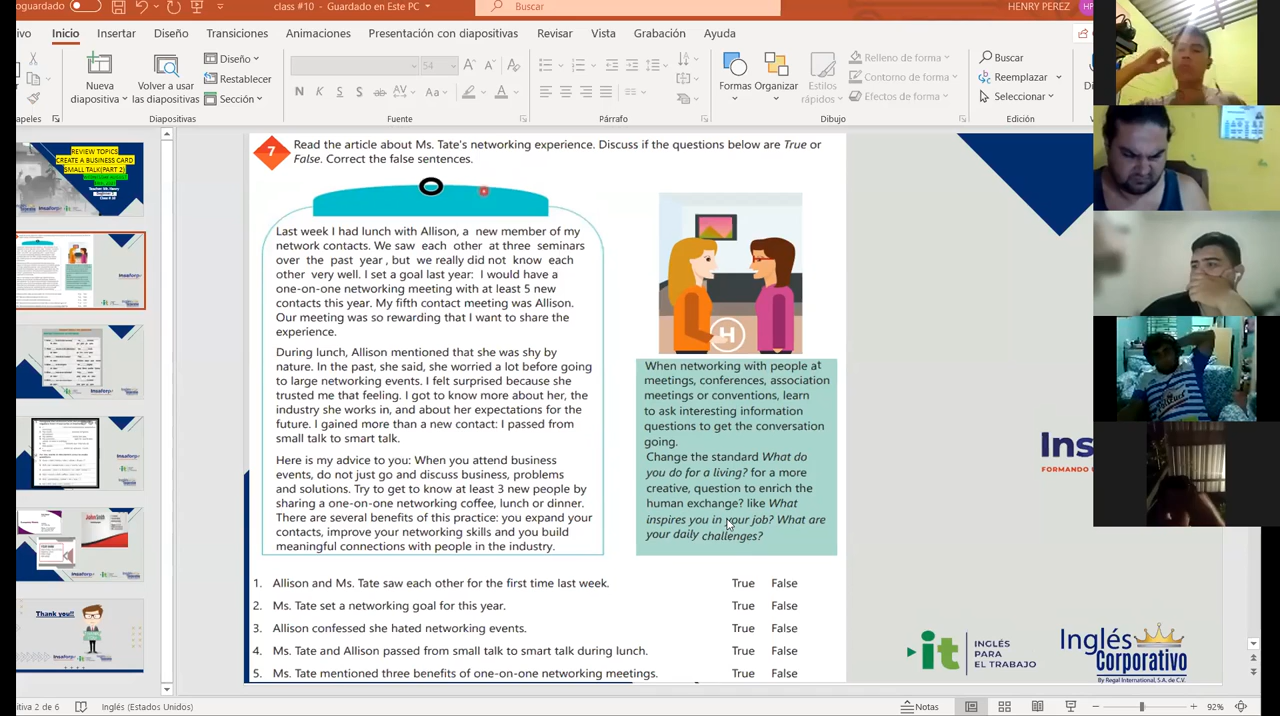 class #10 - Guardado en Este PC
Buscar
HENRY PEREZ
HP
Inicio
Insertar
Diseño
Transiciones
Animaciones
Presentación con diapositivas
Revisar
Vista
Grabación
Ayuda
Nueva diapositiva
Volver a usar las diapositivas
Diseño
Restablecer
Sección
Diapositivas
Fuente
Párrafo
Formas
Organizar
Estilos rápidos
Relleno de forma
Contorno de forma
Efectos de forma
Dibujo
Buscar
Reemplazar
Seleccionar
Edición
REVIEW TOPICS
CREATE A BUSINESS CARD
SMALL TALK(PART 2)
Thank you!!
7
Read the article about Ms. Tate's networking experience. Discuss if the questions below are True or
False. Correct the false sentences.
Last week I had lunch with Allison, a new member of my
network contacts. We saw each other at three seminars
over the past year, but we really did not know each
other very well. I set a goal last year. I would have a
one-on-one networking meeting with at least 5 new
contacts this year. My fifth contact meeting was Allison.
Our meeting was so rewarding that I want to share the
experience.
During lunch, Allison mentioned that she was shy by
nature in the past, she said, she worried a lot before going
to large networking events. I felt surprised because she
trusted me that feeling. I got to know more about her, the
industry she works in, and about her expectations for the
future. I gained more than a new contact. I passed from
small talk to smart talk.
Here is my advice to you: When you attend business
events, do not just go and discuss business, problems
and solutions. Try to get to know at least 3 new people by
sharing a one-on-one networking coffee, lunch or dinner.
There are several benefits of this practice: you expand your
contacts, improve your networking skills and you build
meaningful connections with people in the industry.
When networking with people at
meetings, conferences, association
meetings or conventions, learn
to ask interesting information
questions to get the conversation
going.
Change the standard What do
you do for a living? for a more
creative, question to enrich the
human exchange? like What
inspires you in your job? What are
your daily challenges?
1. Allison and Ms. Tate saw each other for the first time last week. True False
2. Ms. Tate set a networking goal for this year. True False
3. Allison confessed she hated networking events. True False
4. Ms. Tate and Allison passed from small talk to smart talk during lunch. True False
5. Ms. Tate mentioned three benefits of one-on-one networking meetings. True False
Ins
FORMANDO
it
INGLÉS
PARA
EL TRABAJO
Inglés
Corporativo
By Regal International, S.A. de C.V.
Inglés (Estados Unidos)
Notas
92%